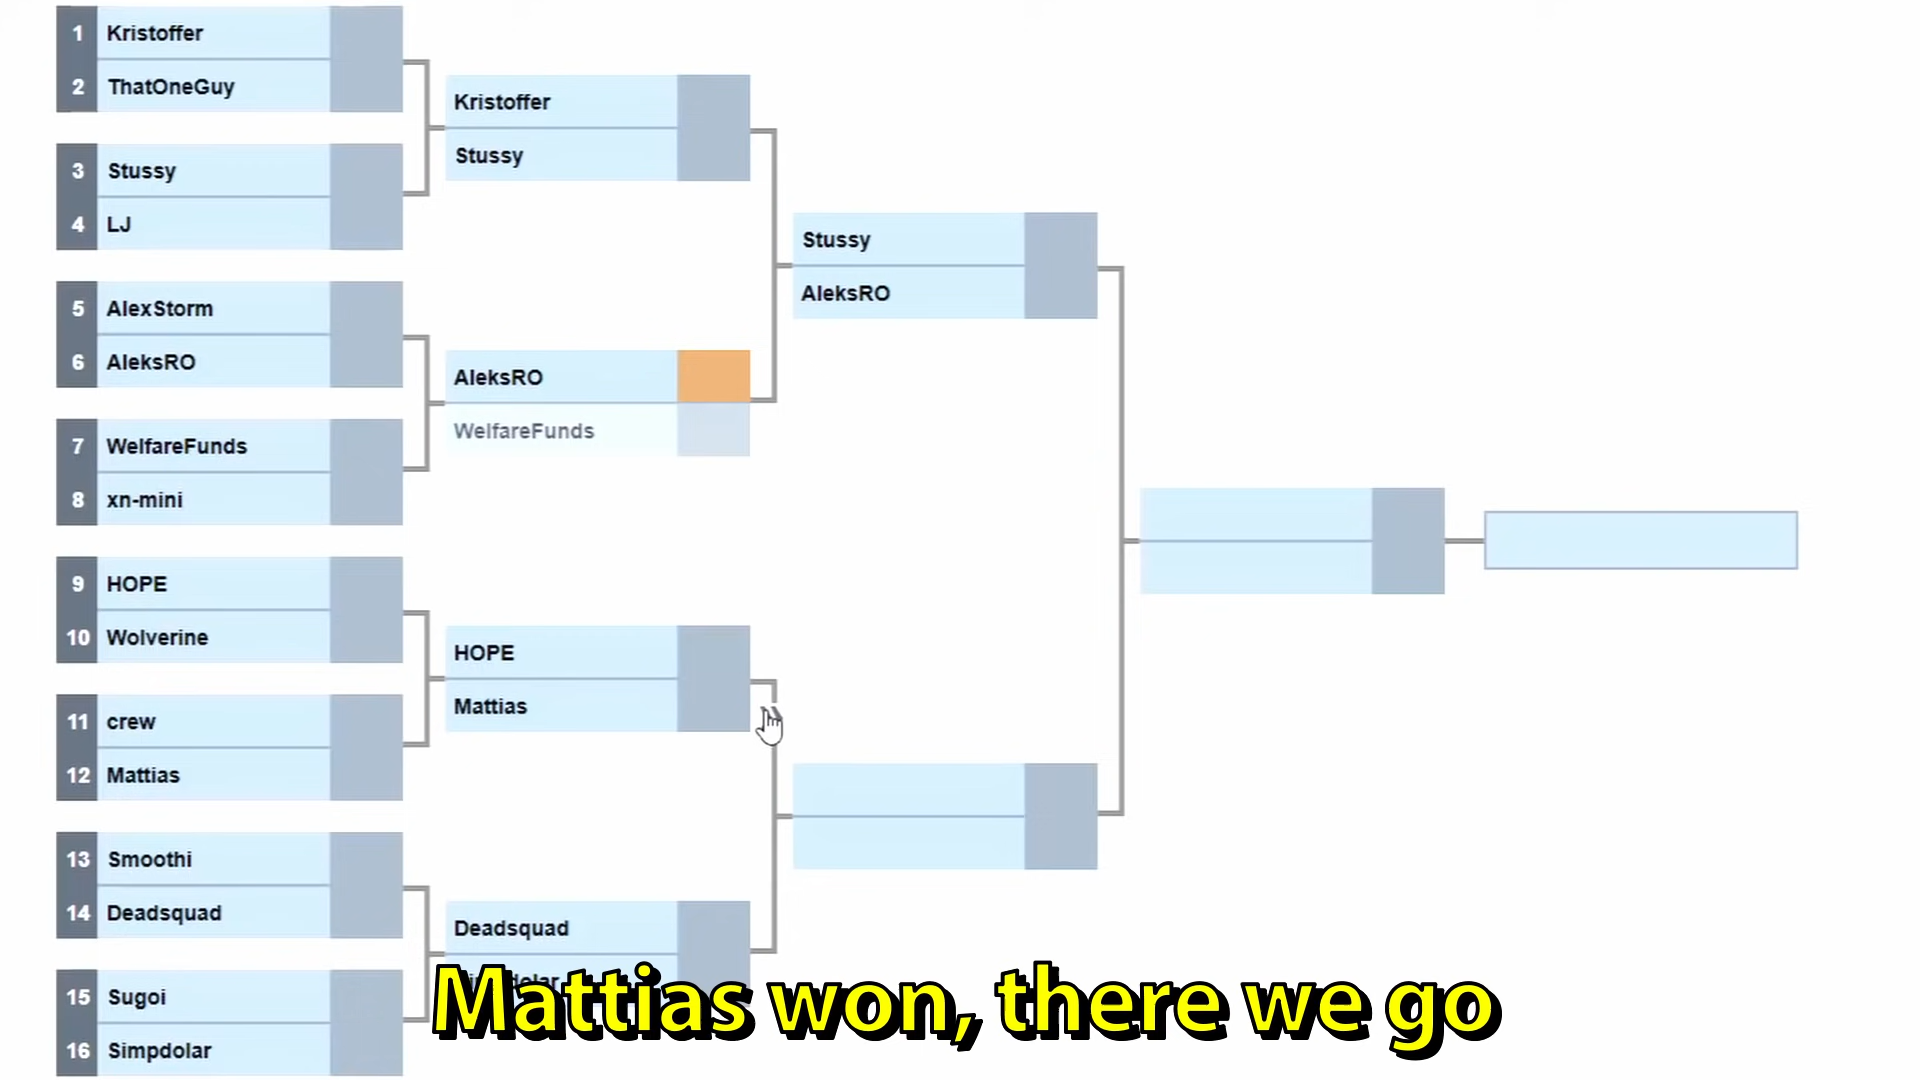 1 Kristoffer
2 ThatOneGuy
3 Stussy
4 LJ
5 AlexStorm
6 AleksRO
7 WelfareFunds
8 xn-mini
9 HOPE
10 Wolverine
11 crew
12 Mattias
13 Smoothi
14 Deadsquad
15 Sugoi
16 Simpdolar
Kristoffer
Stussy
AleksRO
WelfareFunds
HOPE
Mattias
Deadsquad
Stussy
AleksRO
Mattias won, there we go